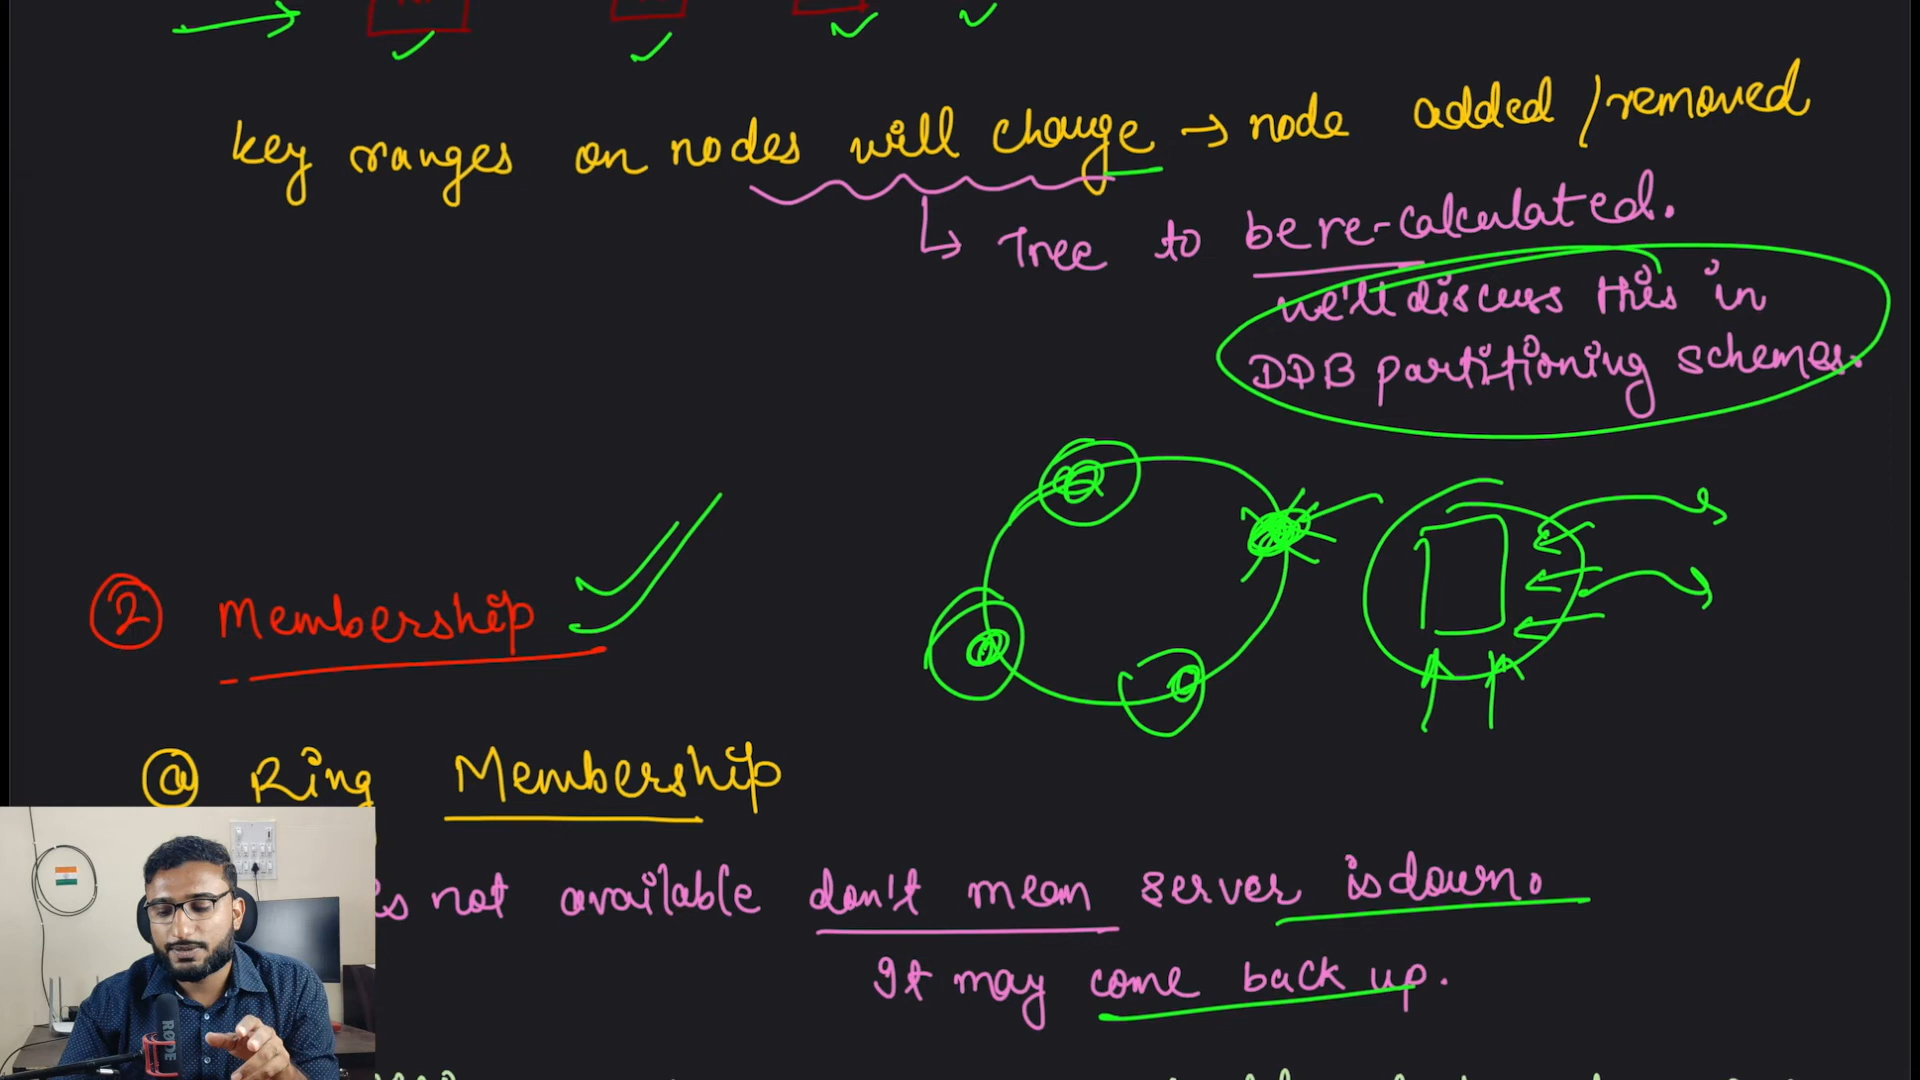 key ranges on nodes will change → node added / removed
↳ Tree to be re-calculated.
we'll discuss this in
DDB partitioning schemes.
② Membership
ⓐ Ring Membership
not available don't mean server is down.
It may come back up.
RØDE